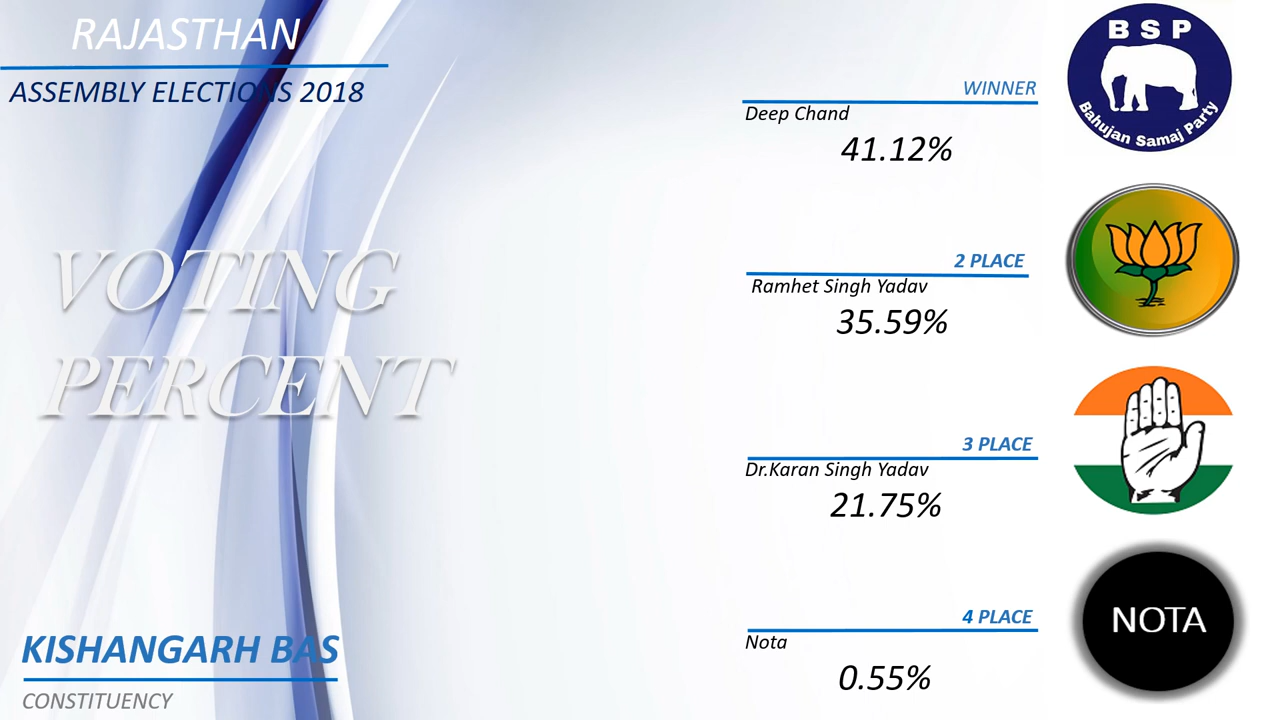 RAJASTHAN
ASSEMBLY ELECTIONS 2018
VOTING
PERCENT
KISHANGARH BAS
CONSTITUENCY
WINNER
Deep Chand
41.12%
BSP
Bahujan Samaj Party
2 PLACE
Ramhet Singh Yadav
35.59%
3 PLACE
Dr.Karan Singh Yadav
21.75%
4 PLACE
Nota
0.55%
NOTA